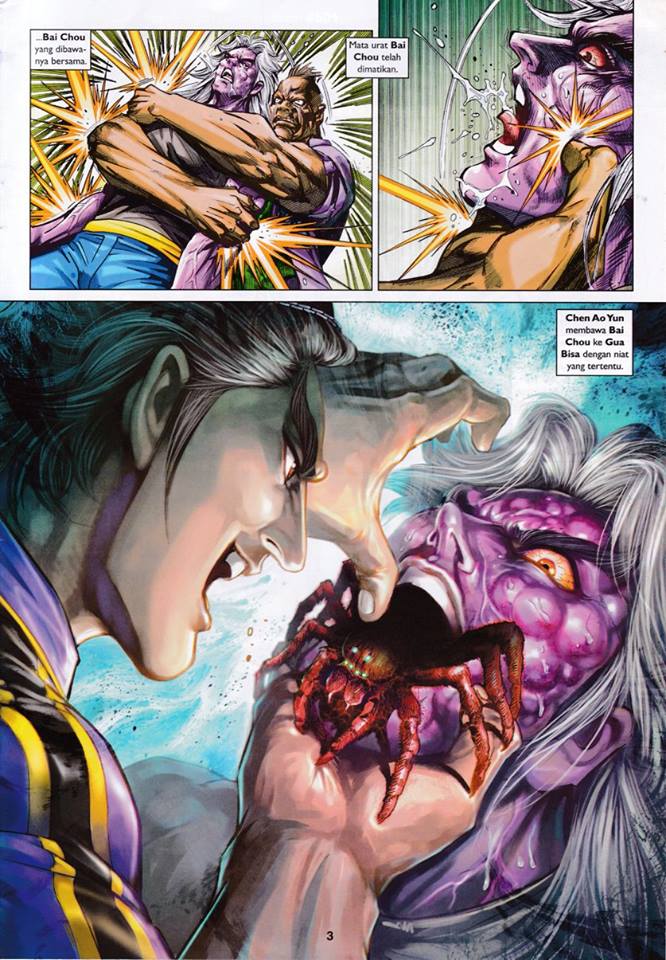 ...Bai Chou
yang dibawa-
nya bersama.
Mata urat Bai
Chou telah
dimatikan.
Chen Ao Yun
membawa Bai
Chou ke Gua
Bisa dengan niat
yang tertentu.
3